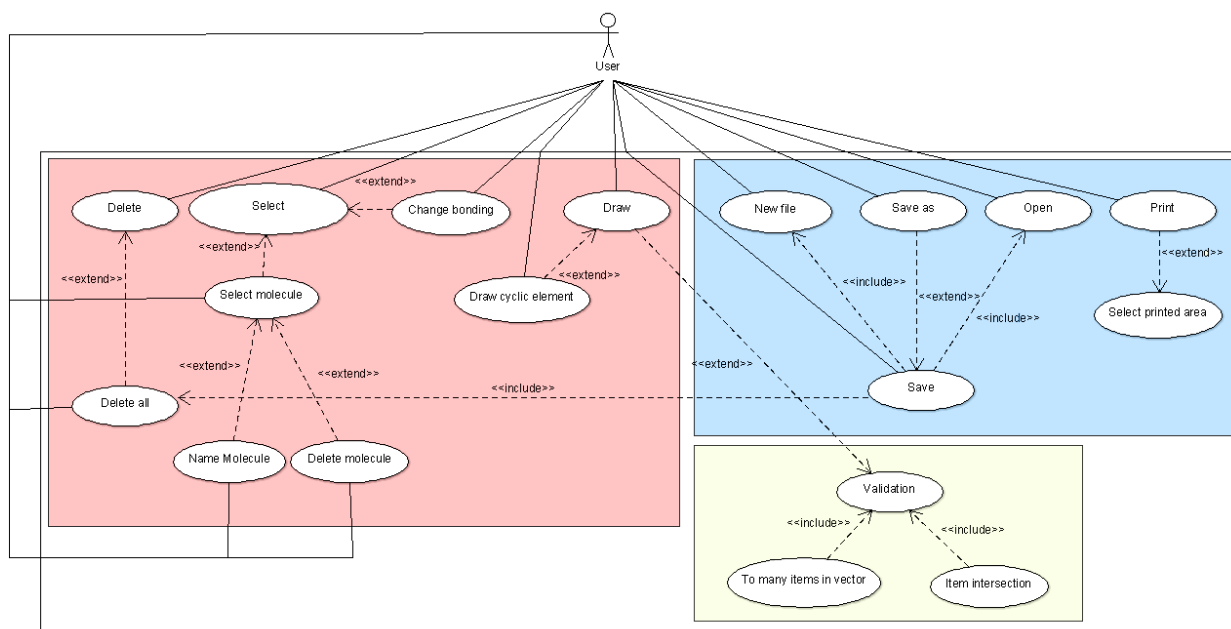 User
Delete
Select
<<extend>>
Change bonding
Draw
New file
Save as
Open
Print
<<extend>>
<<extend>>
<<extend>>
<<extend>>
<<include>>
<<extend>>
<<include>>
Select molecule
Draw cyclic element
Select printed area
<<extend>>
<<extend>>
<<extend>>
<<include>>
Save
Delete all
Name Molecule
Delete molecule
Validation
<<include>>
<<include>>
To many items in vector
Item intersection